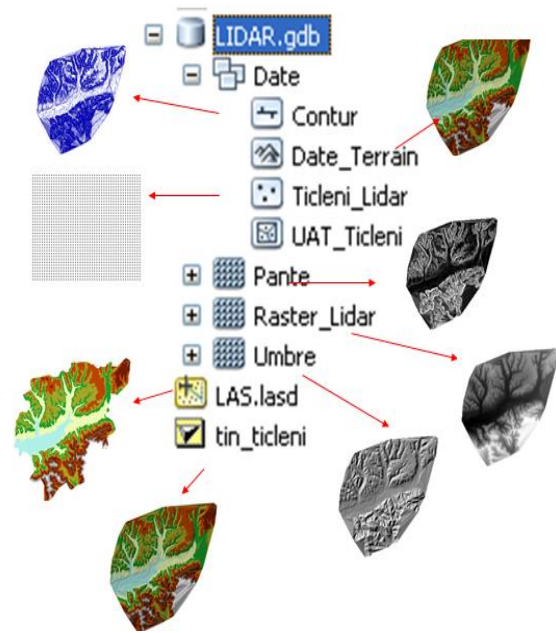 LIDAR.gdb
Date
Contur
Date_Terrain
Ticleni_Lidar
UAT_Ticleni
Pante
Raster_Lidar
Umbre
LAS.lasd
tin_ticleni